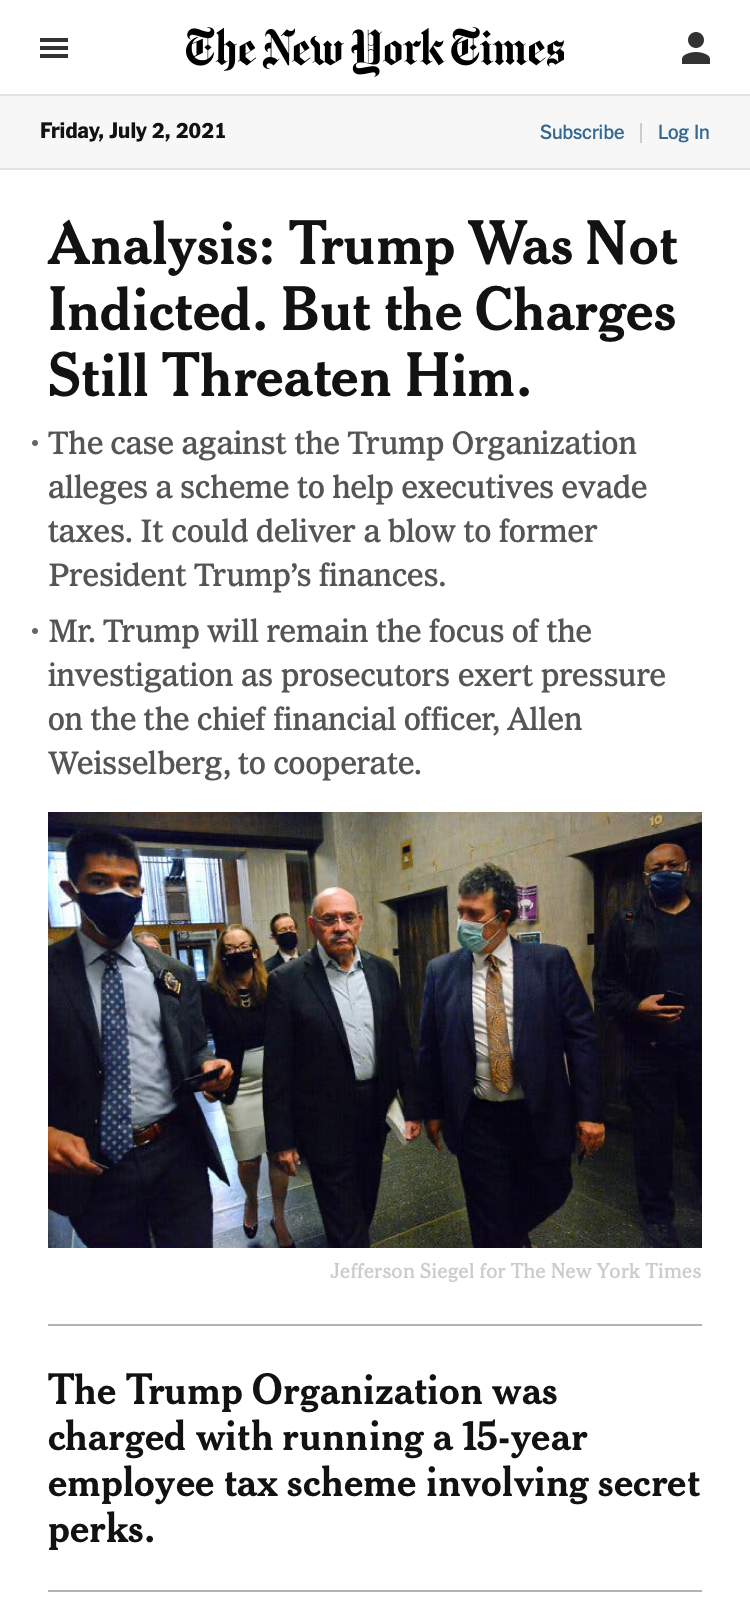 The New York Times
Friday, July 2, 2021
Subscribe | Log In
Analysis: Trump Was Not
Indicted. But the Charges
Still Threaten Him.
• The case against the Trump Organization
alleges a scheme to help executives evade
taxes. It could deliver a blow to former
President Trump’s finances.
• Mr. Trump will remain the focus of the
investigation as prosecutors exert pressure
on the the chief financial officer, Allen
Weisselberg, to cooperate.
10
Jefferson Siegel for The New York Times
The Trump Organization was
charged with running a 15-year
employee tax scheme involving secret
perks.